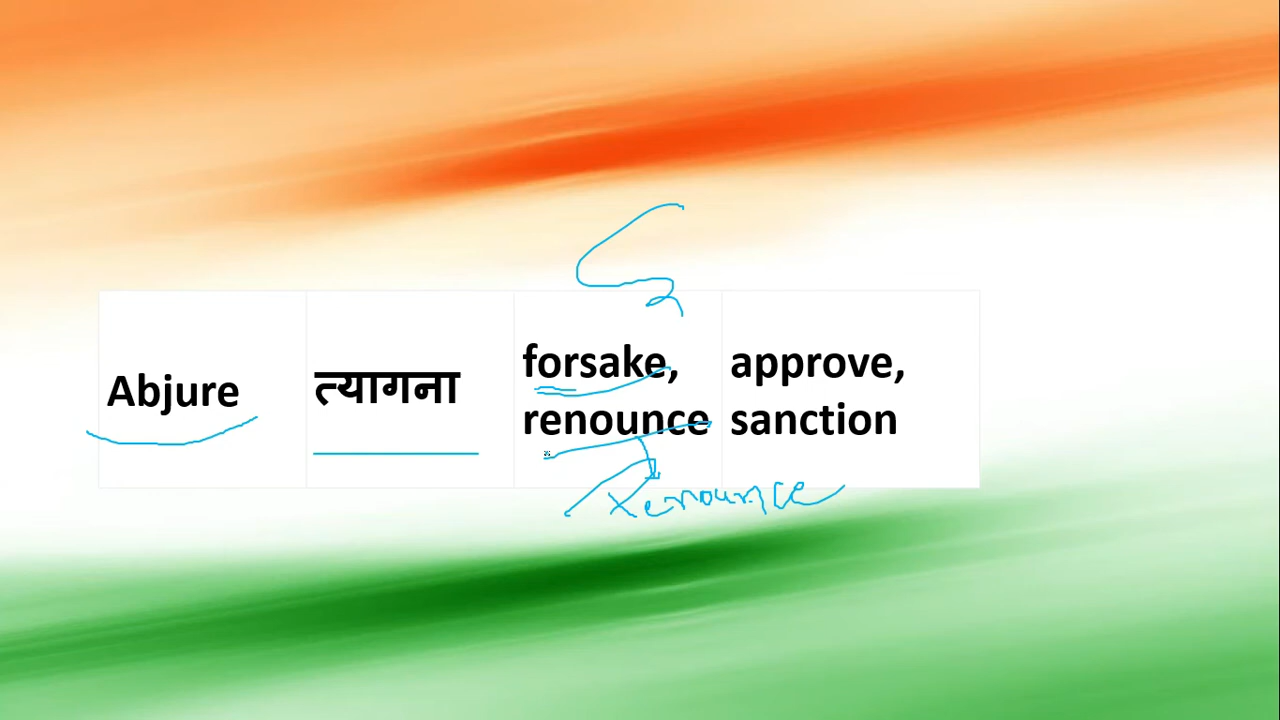 Abjure
त्यागना
forsake,
renounce
approve,
sanction
renounce